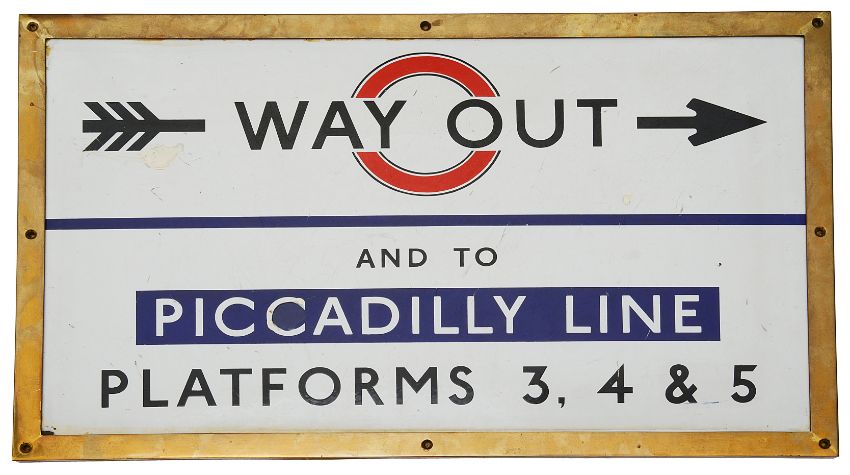 WAY OUT
AND TO
PICCADILLY LINE
PLATFORMS 3, 4 & 5